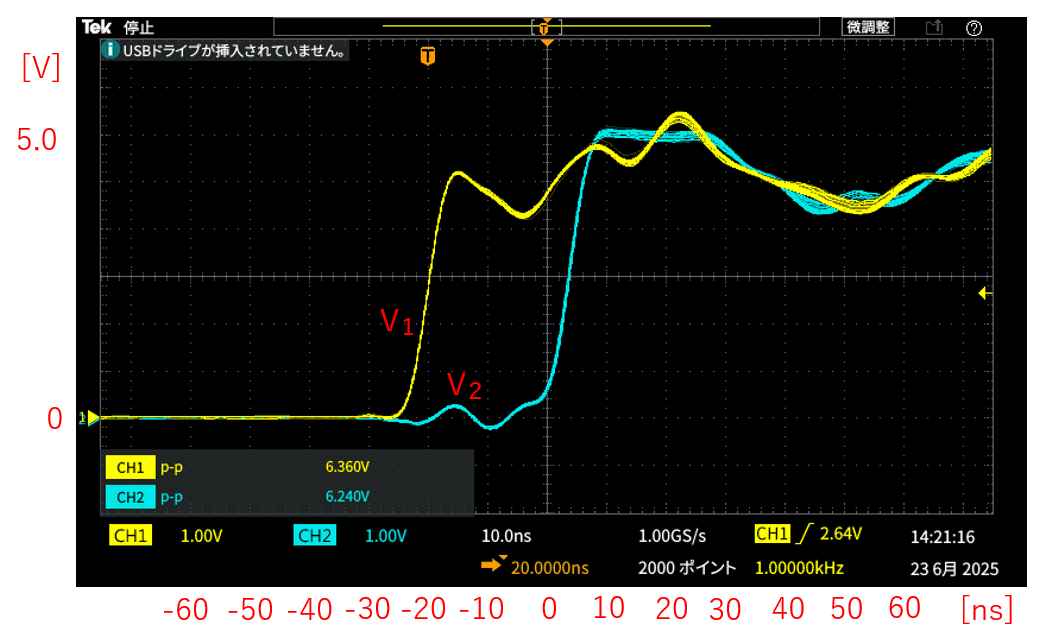 Tek 停止
微調整
USBドライブが挿入されていません。
[V]
T
5.0
V1
V2
0
1
CH1 p-p 6.360V
CH2 p-p 6.240V
CH1 1.00V CH2 1.00V 10.0ns 1.00GS/s CH1 2.64V 14:21:16
20.0000ns 2000 ポイント 1.00000kHz 23 6月 2025
-60 -50 -40 -30 -20 -10 0 10 20 30 40 50 60 [ns]